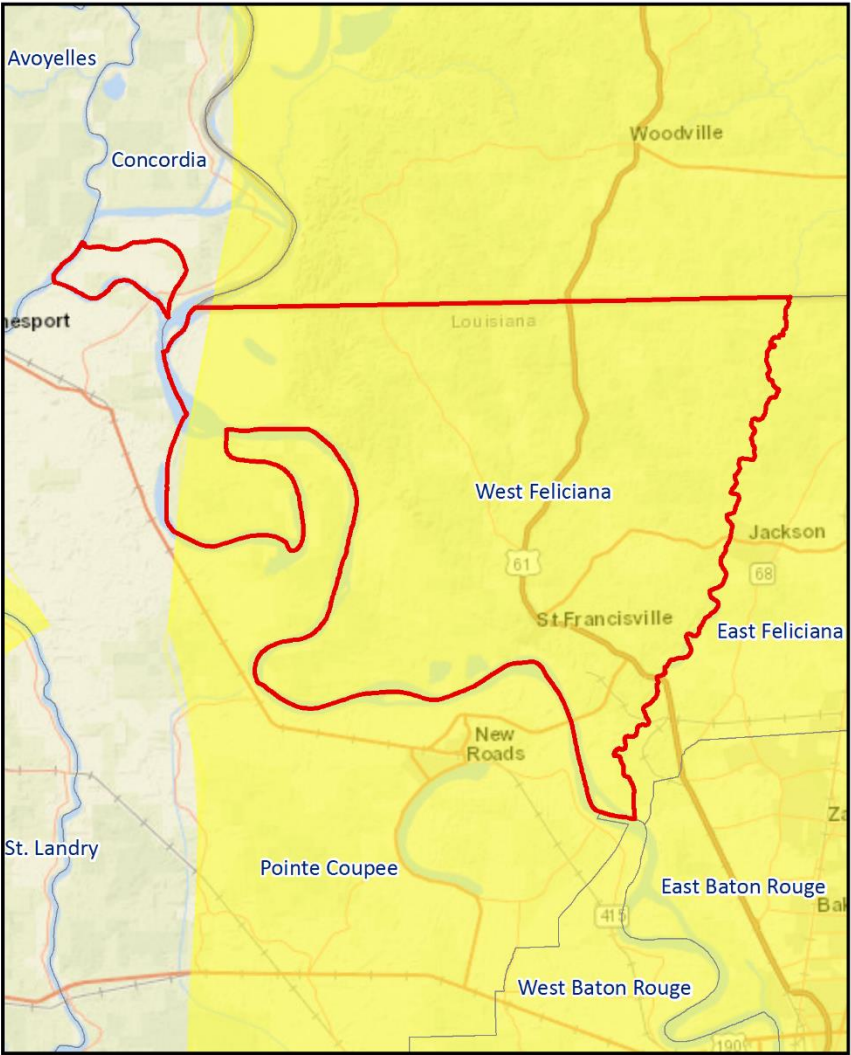 Avoyelles
Woodville
Concordia
nesport
Louisiana
West Feliciana
Jackson
61
68
St Francisville
East Feliciana
New
Roads
Za
St. Landry
Pointe Coupee
East Baton Rouge
Bak
415
West Baton Rouge
190